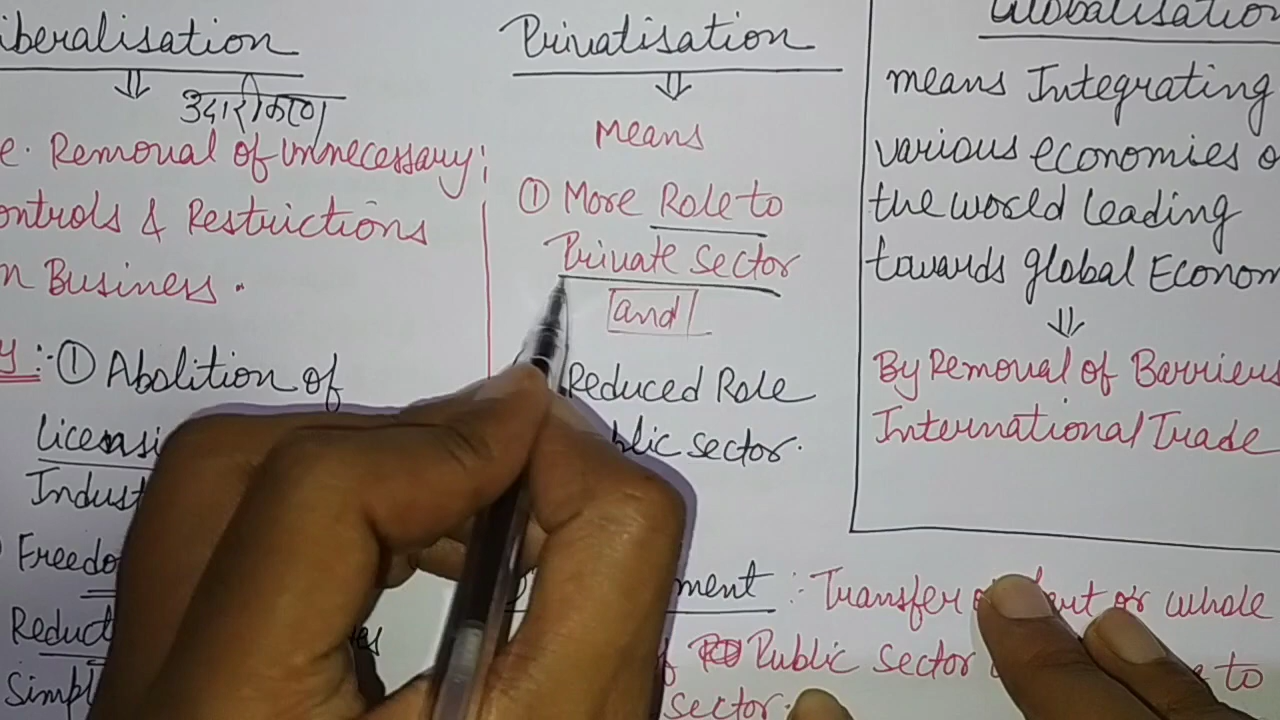 iberalisation
उदारीकरण
e. Removal of unnecessary
ontrols & Restrictions
n Business.
y :- ① Abolition of
Indust
Freedo
Reduct
Simpl
Privatisation
Means
① More Role to
Private Sector
and
Reduced Role
blic sector.
ment :- Transfer or whole
Public Sector to
sector.
Globalisation
means Integrating
various economies o
the world leading
towards global Econom
By Removal of Barriers
International Trade